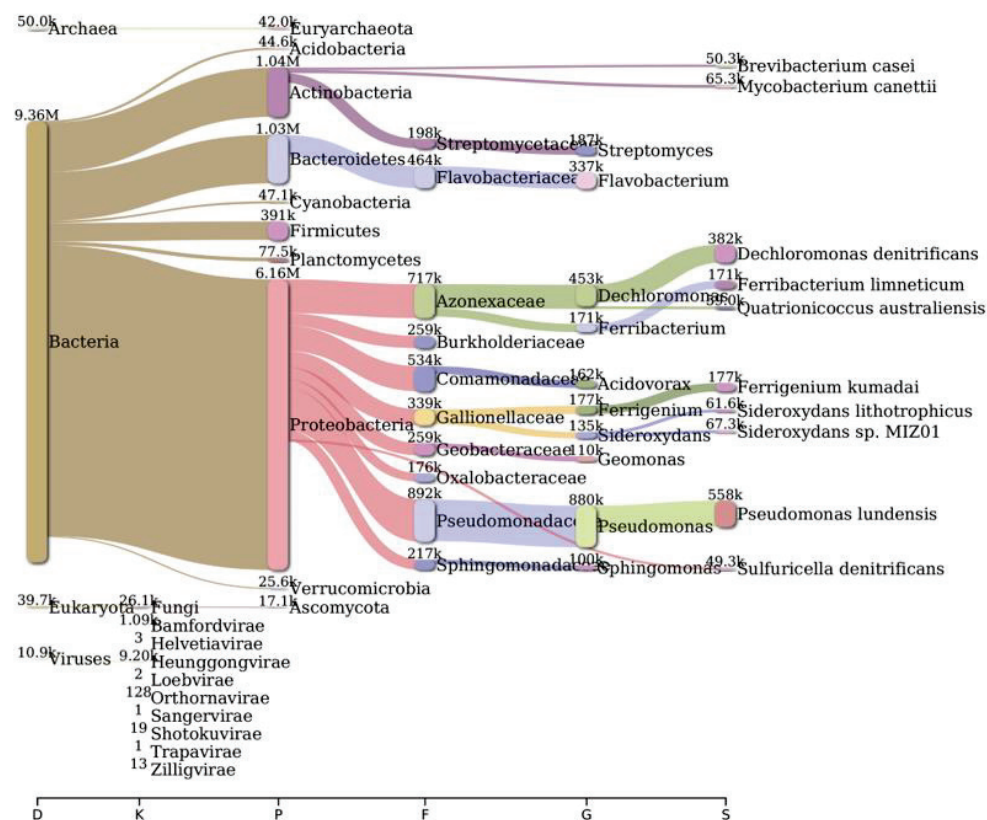 50.0k Archaea
42.0k Euryarchaeota
44.6k Acidobacteria
1.04M Actinobacteria
50.3k Brevibacterium casei
65.3k Mycobacterium canettii
9.36M Bacteria
1.03M Bacteroidetes
198k Streptomycetaceae
187k Streptomyces
464k Flavobacteriaceae
337k Flavobacterium
47.1k Cyanobacteria
391k Firmicutes
77.5k Planctomycetes
6.16M Proteobacteria
717k Azonexaceae
453k Dechloromonas
382k Dechloromonas denitrificans
171k Ferribacterium limneticum
Quatrionicoccus australiensis
171k Ferribacterium
259k Burkholderiaceae
534k Comamonadaceae
162k Acidovorax
177k Ferrigenium kumadai
339k Gallionellaceae
177k Ferrigenium
61.6k Sideroxydans lithotrophicus
135k Sideroxydans
67.3k Sideroxydans sp. MIZ01
259k Geobacteraceae
110k Geomonas
176k Oxalobacteraceae
892k Pseudomonadaceae
880k Pseudomonas
558k Pseudomonas lundensis
217k Sphingomonadaceae
100k Sphingomonas
49.3k Sulfuricella denitrificans
25.6k Verrucomicrobia
39.7k Eukaryota
26.1k Fungi
17.1k Ascomycota
1.09k Bamfordvirae
3 Helvetiavirae
10.9k Viruses
9.20k Heunggongvirae
2 Loebvirae
128 Orthornavirae
1 Sangervirae
19 Shotokuvirae
1 Trapavirae
13 Zilligvirae
D K P F G S